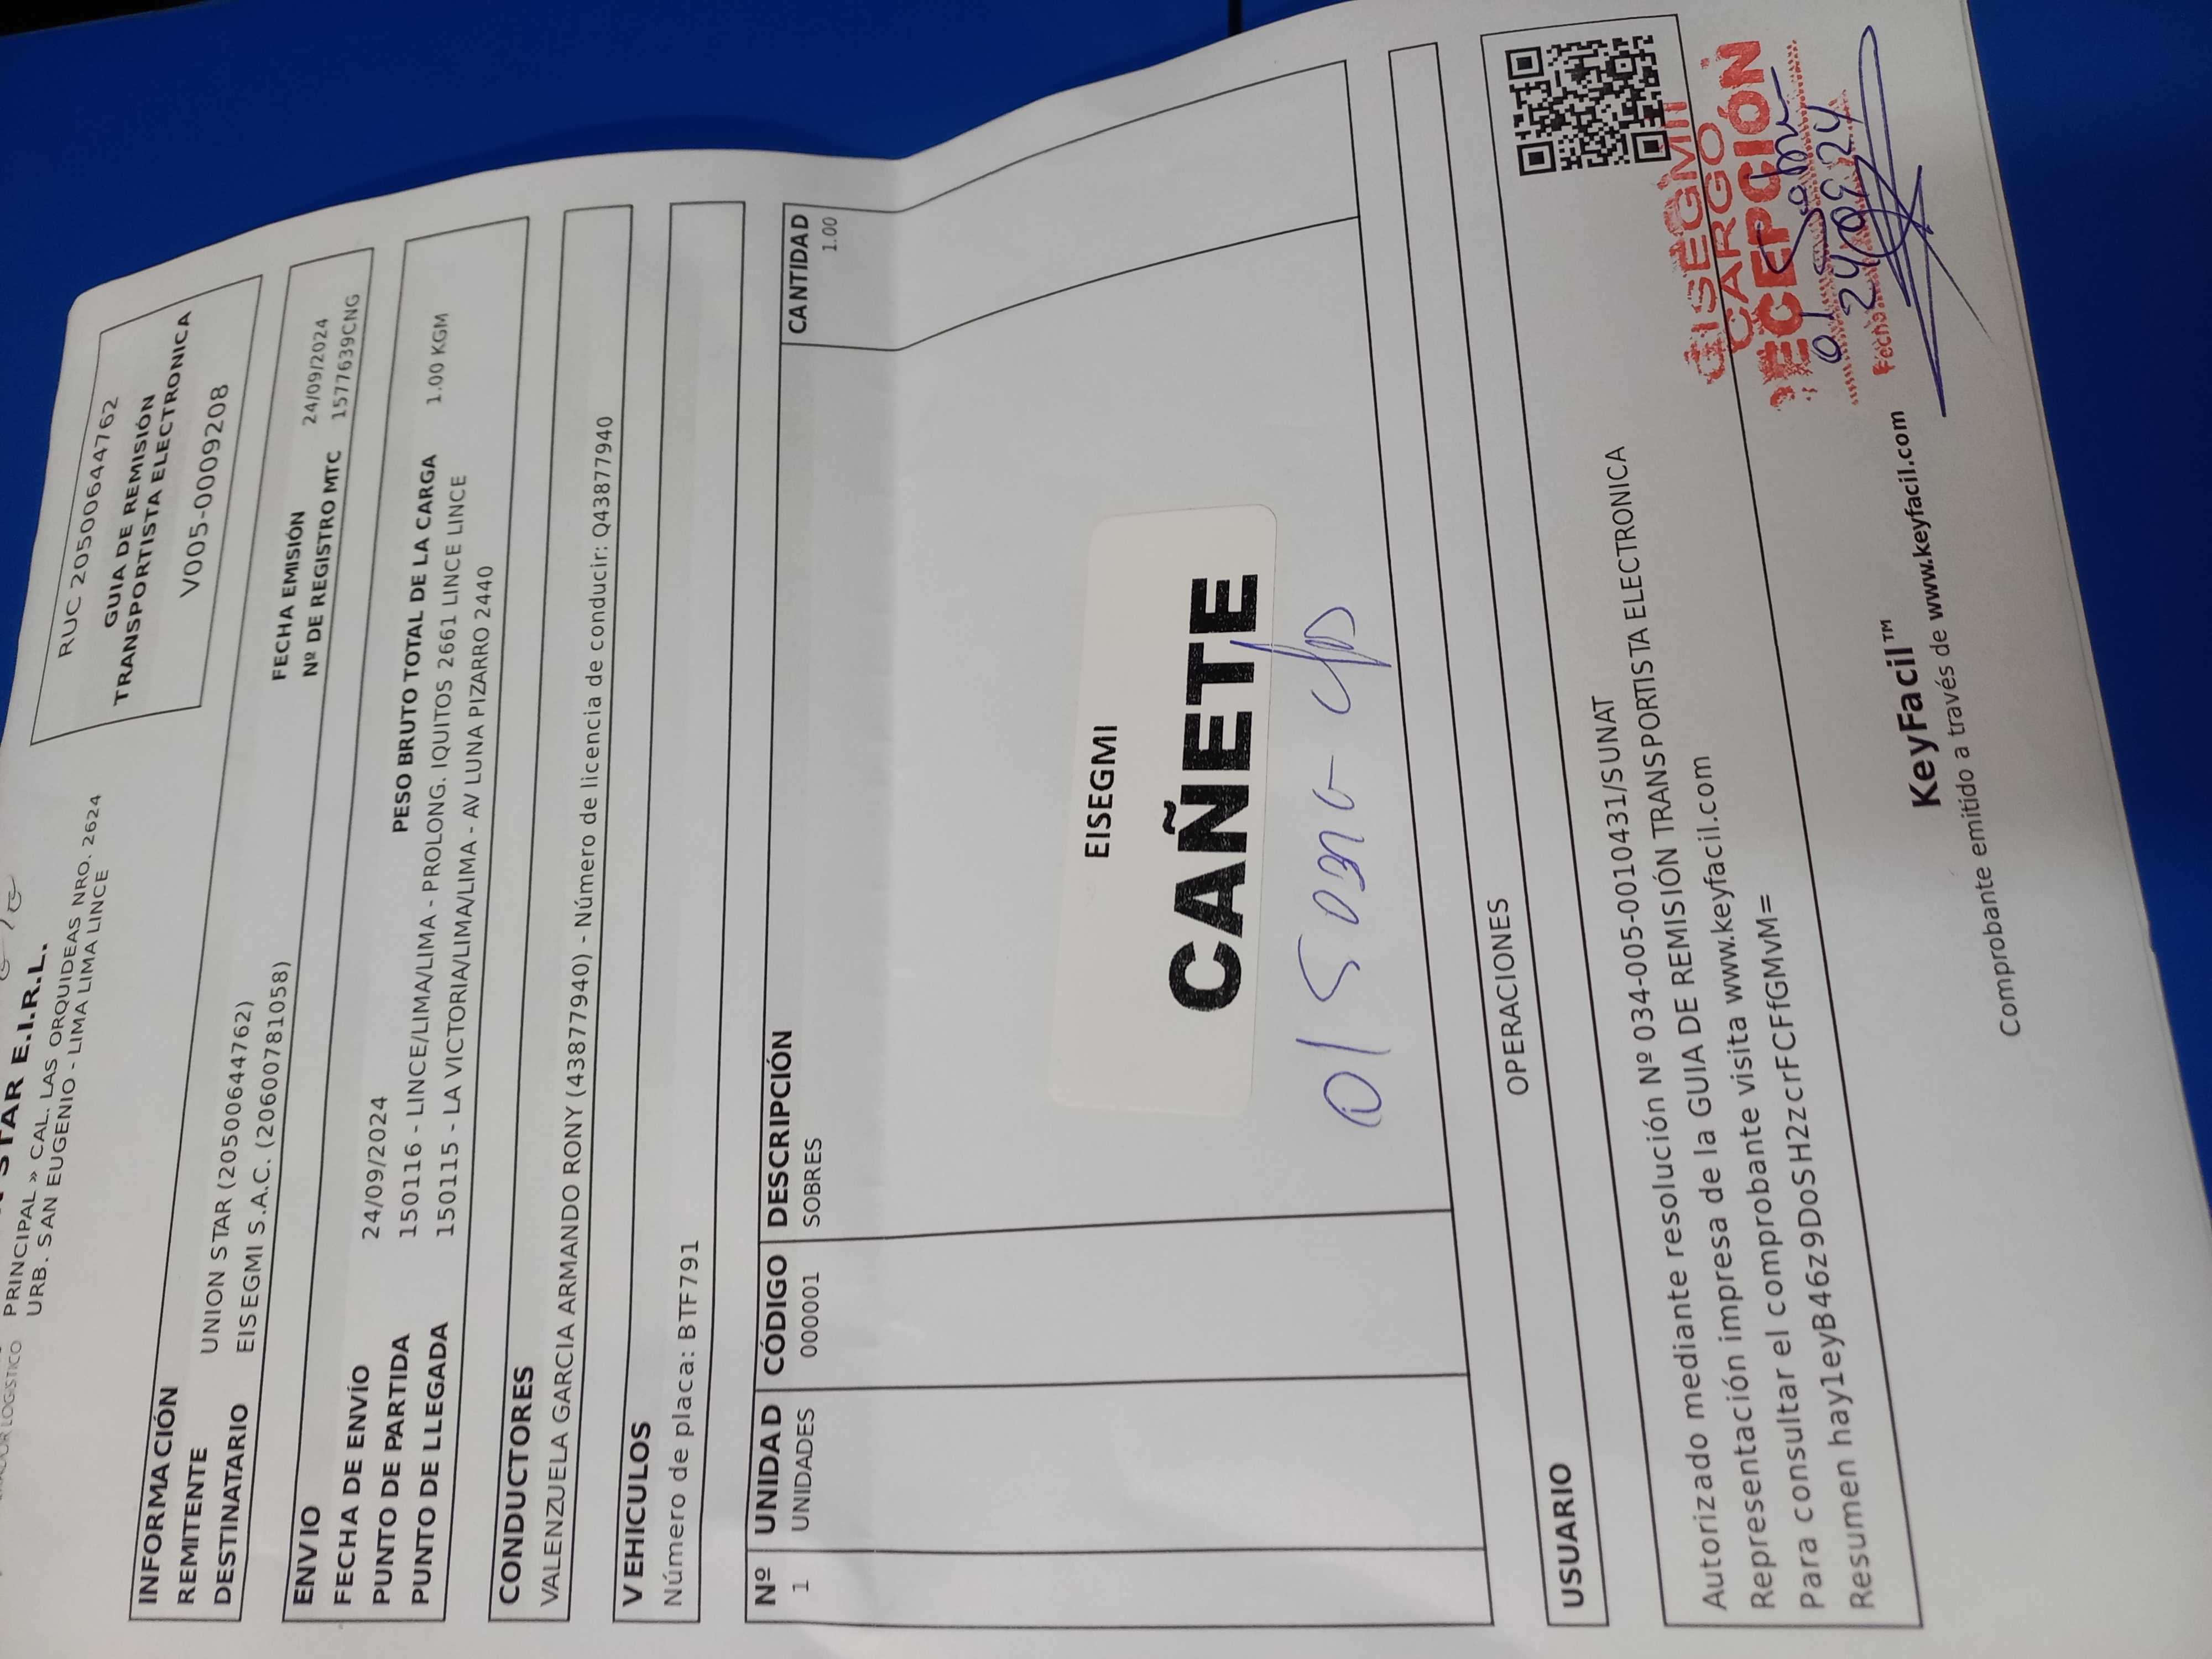 STAR E.I.R.L.
PRINCIPAL » CAL. LAS ORQUIDEAS NRO. 2624
URB. SAN EUGENIO - LIMA LIMA LINCE
RUC 20500644762
GUIA DE REMISIÓN
TRANSPORTISTA ELECTRONICA
V005-0009208
INFORMACIÓN
REMITENTE UNION STAR (20500644762)
DESTINATARIO EISEGMI S.A.C. (20600781058)
FECHA EMISIÓN 24/09/2024
Nº DE REGISTRO MTC 1577639CNG
ENVIO
FECHA DE ENVÍO 24/09/2024
PESO BRUTO TOTAL DE LA CARGA 1.00 KGM
PUNTO DE PARTIDA 150116 - LINCE/LIMA/LIMA - PROLONG. IQUITOS 2661 LINCE LINCE
PUNTO DE LLEGADA 150115 - LA VICTORIA/LIMA/LIMA - AV LUNA PIZARRO 2440
CONDUCTORES
VALENZUELA GARCIA ARMANDO RONY (43877940) - Número de licencia de conducir: Q43877940
VEHICULOS
Número de placa: BTF791
Nº UNIDAD CÓDIGO DESCRIPCIÓN CANTIDAD
1 UNIDADES 000001 SOBRES 1.00
EISEGMI
CAÑETE
01
OPERACIONES
USUARIO
Autorizado mediante resolución Nº 034-005-0010431/SUNAT
Representación impresa de la GUIA DE REMISIÓN TRANSPORTISTA ELECTRONICA
Para consultar el comprobante visita www.keyfacil.com
Resumen hay1eyB46z9DoSH2zcrFCFfGMvM=
EISEGMI
CARGO
RECEPCIÓN
01 Sobre
Fecha 24/09/24
KeyFacil™
Comprobante emitido a través de www.keyfacil.com